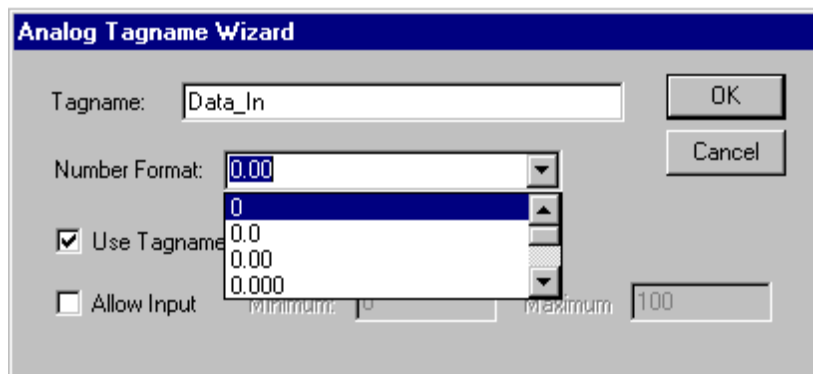 Analog Tagname Wizard
Tagname: Data_In OK
Cancel
Number Format: 0.00
0
Use Tagname 0.0
0.00
0.000
Allow Input Minimum: 0 Maximum 100